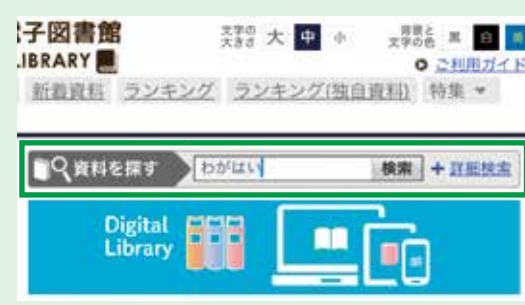 子図書館
文字の大きさ 大 中 小
背景と文字の色 黒 白
LIBRARY
ご利用ガイド
新着資料 ランキング ランキング(独自資料) 特集
資料を探す わがはい 検索 + 詳細検索
Digital
Library